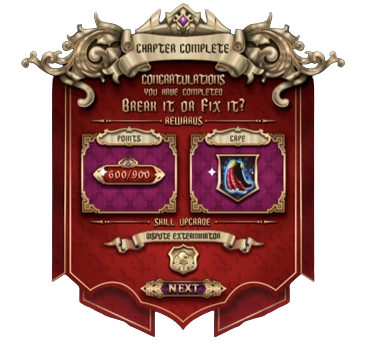 CHAPTER COMPLETE
CONGRATULATIONS
YOU HAVE COMPLETED
BREAK IT OR FIX IT?
REWARDS
POINTS
CAPE
600/900
SKILL UPGRADE
DISPUTE EXTERMINATOR
NEXT